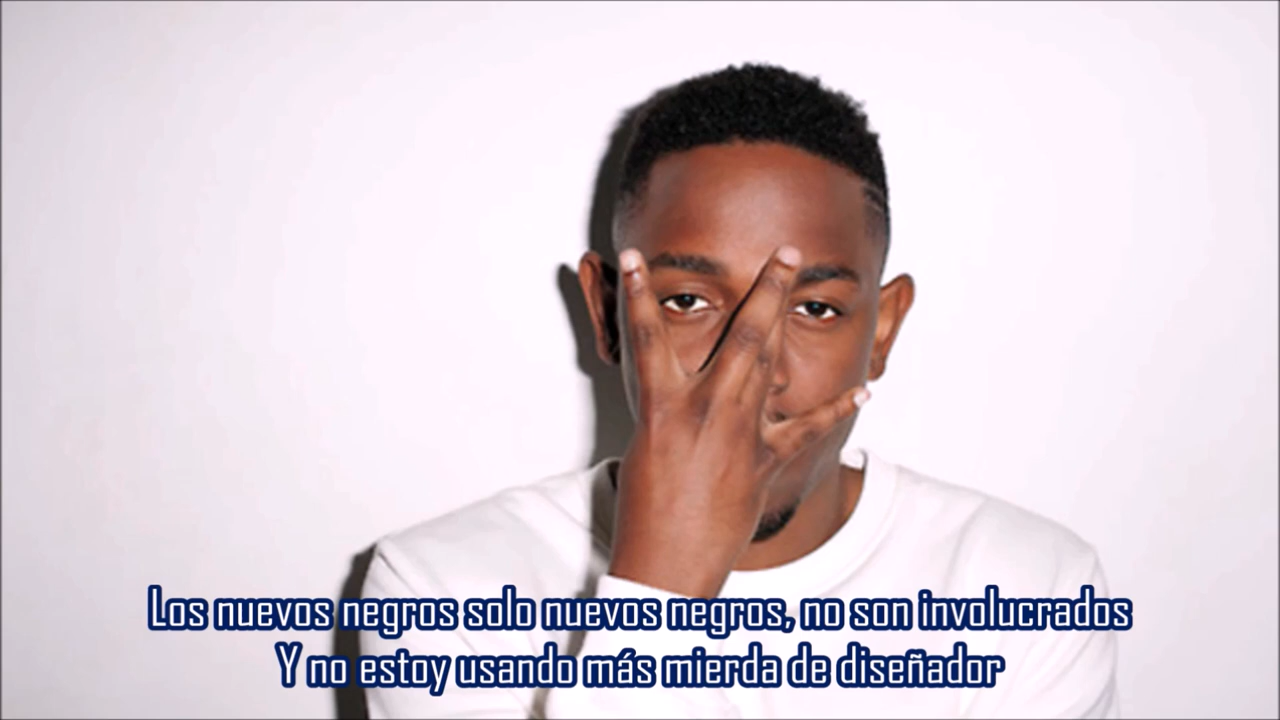 Los nuevos negros solo nuevos negros, no son involucrados
Y no estoy usando más mierda de diseñador